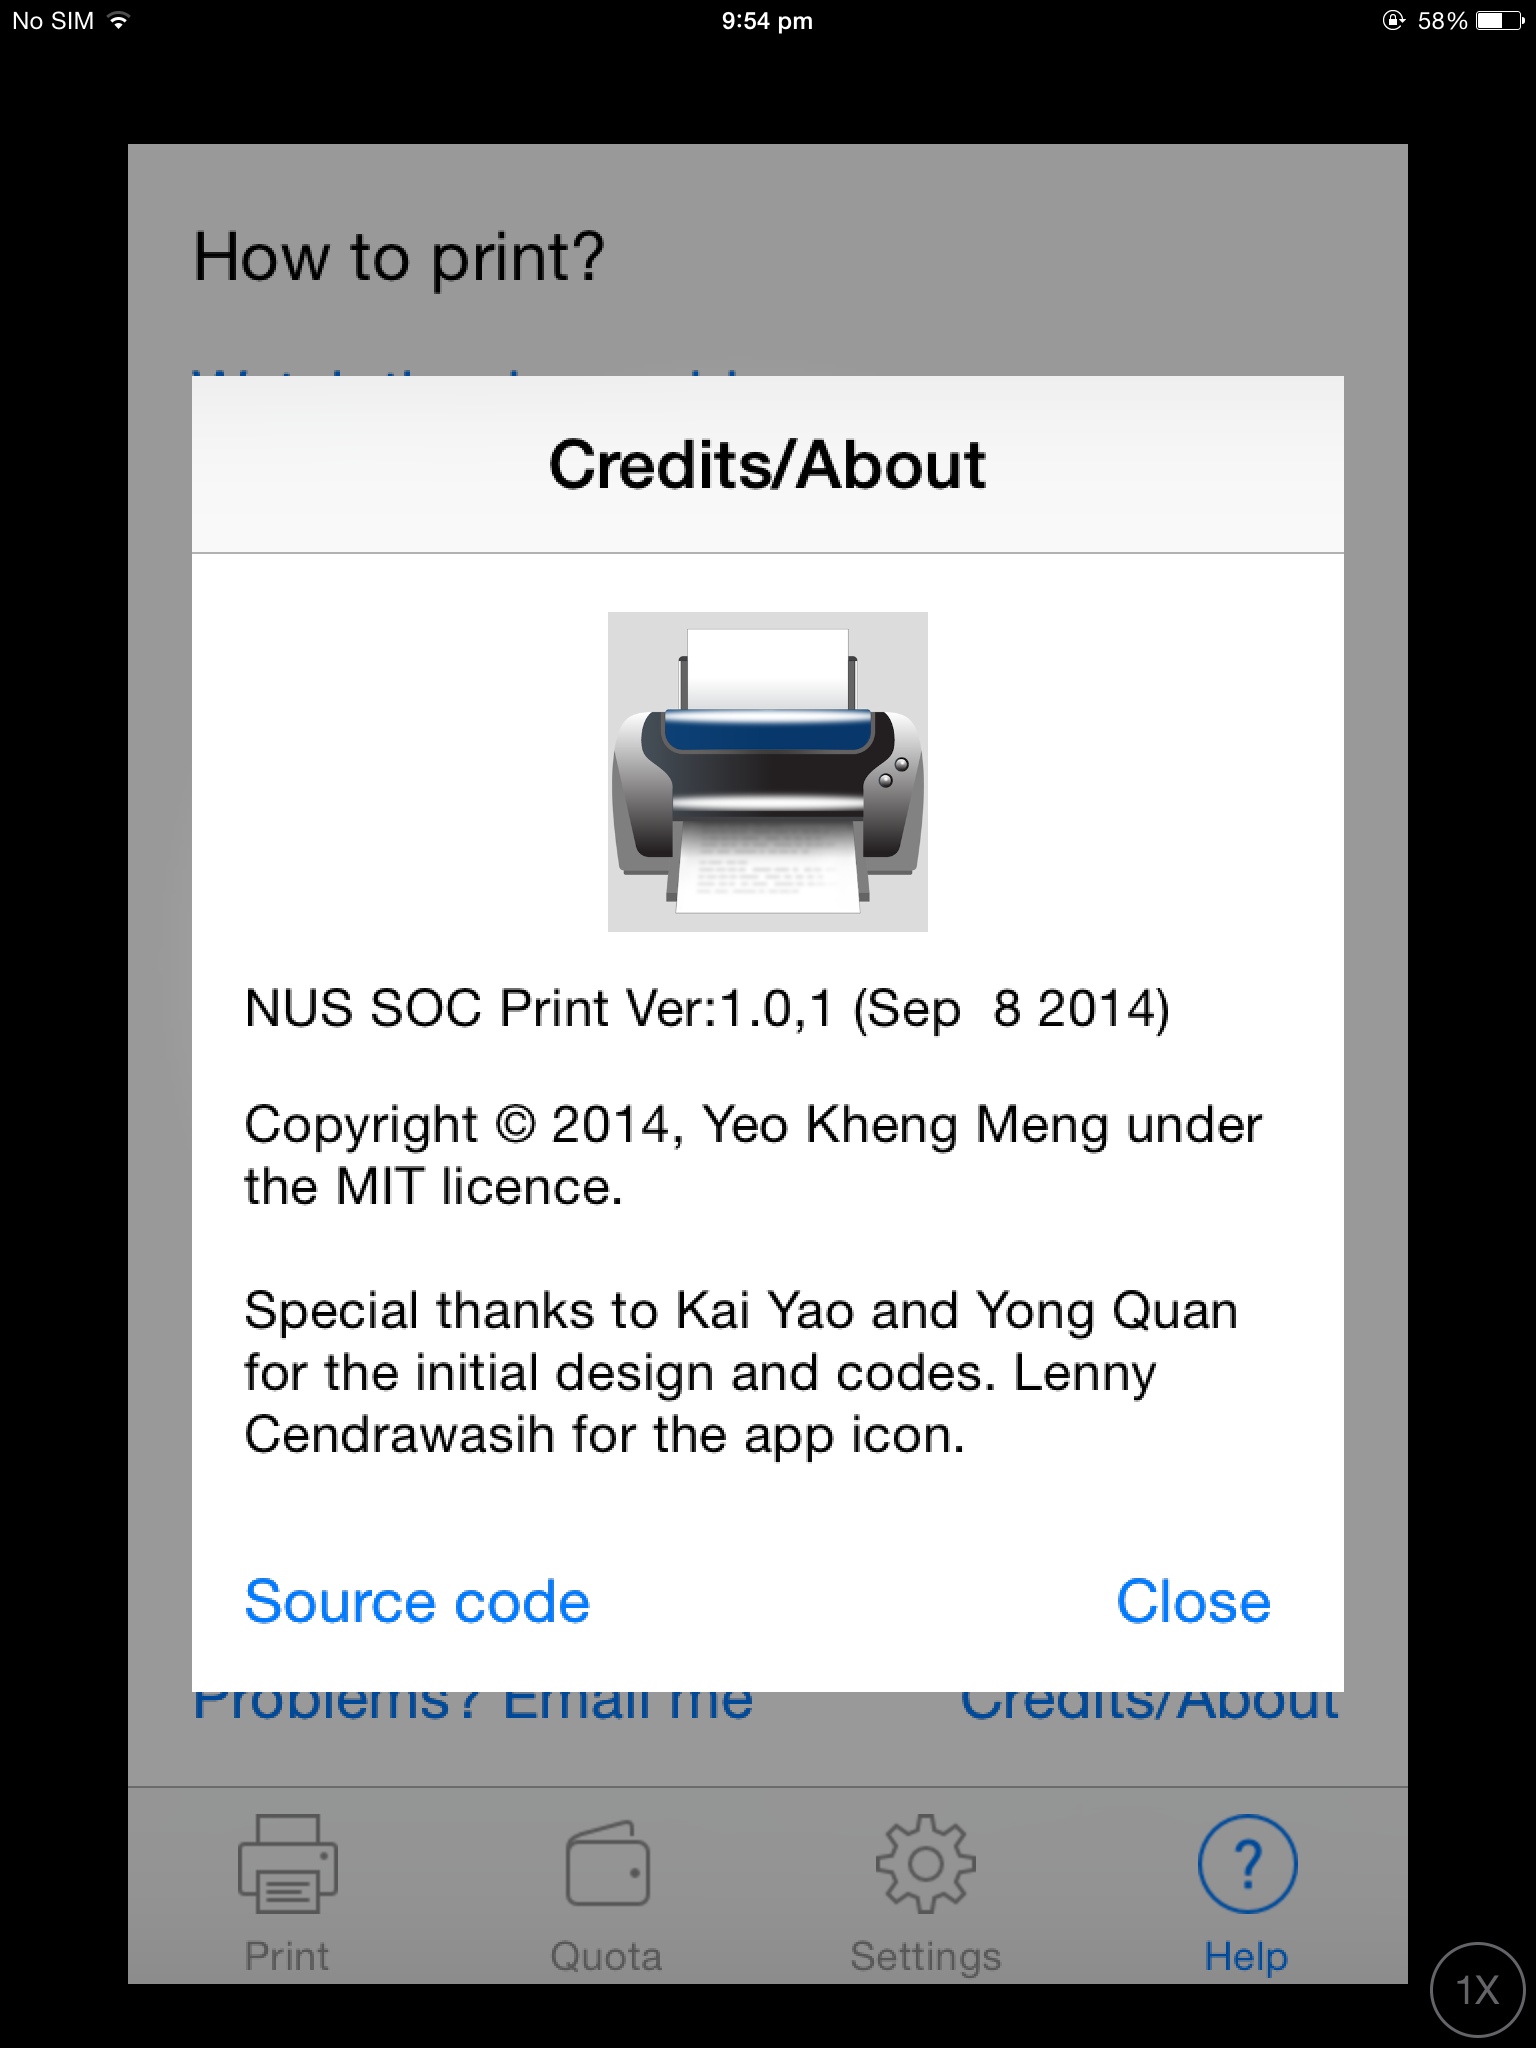 No SIM 9:54 pm 58%
How to print?
Credits/About
NUS SOC Print Ver:1.0,1 (Sep  8 2014)
Copyright © 2014, Yeo Kheng Meng under
the MIT licence.
Special thanks to Kai Yao and Yong Quan
for the initial design and codes. Lenny
Cendrawasih for the app icon.
Source code Close
Problems? Email me Credits/About
Print Quota Settings Help
1X